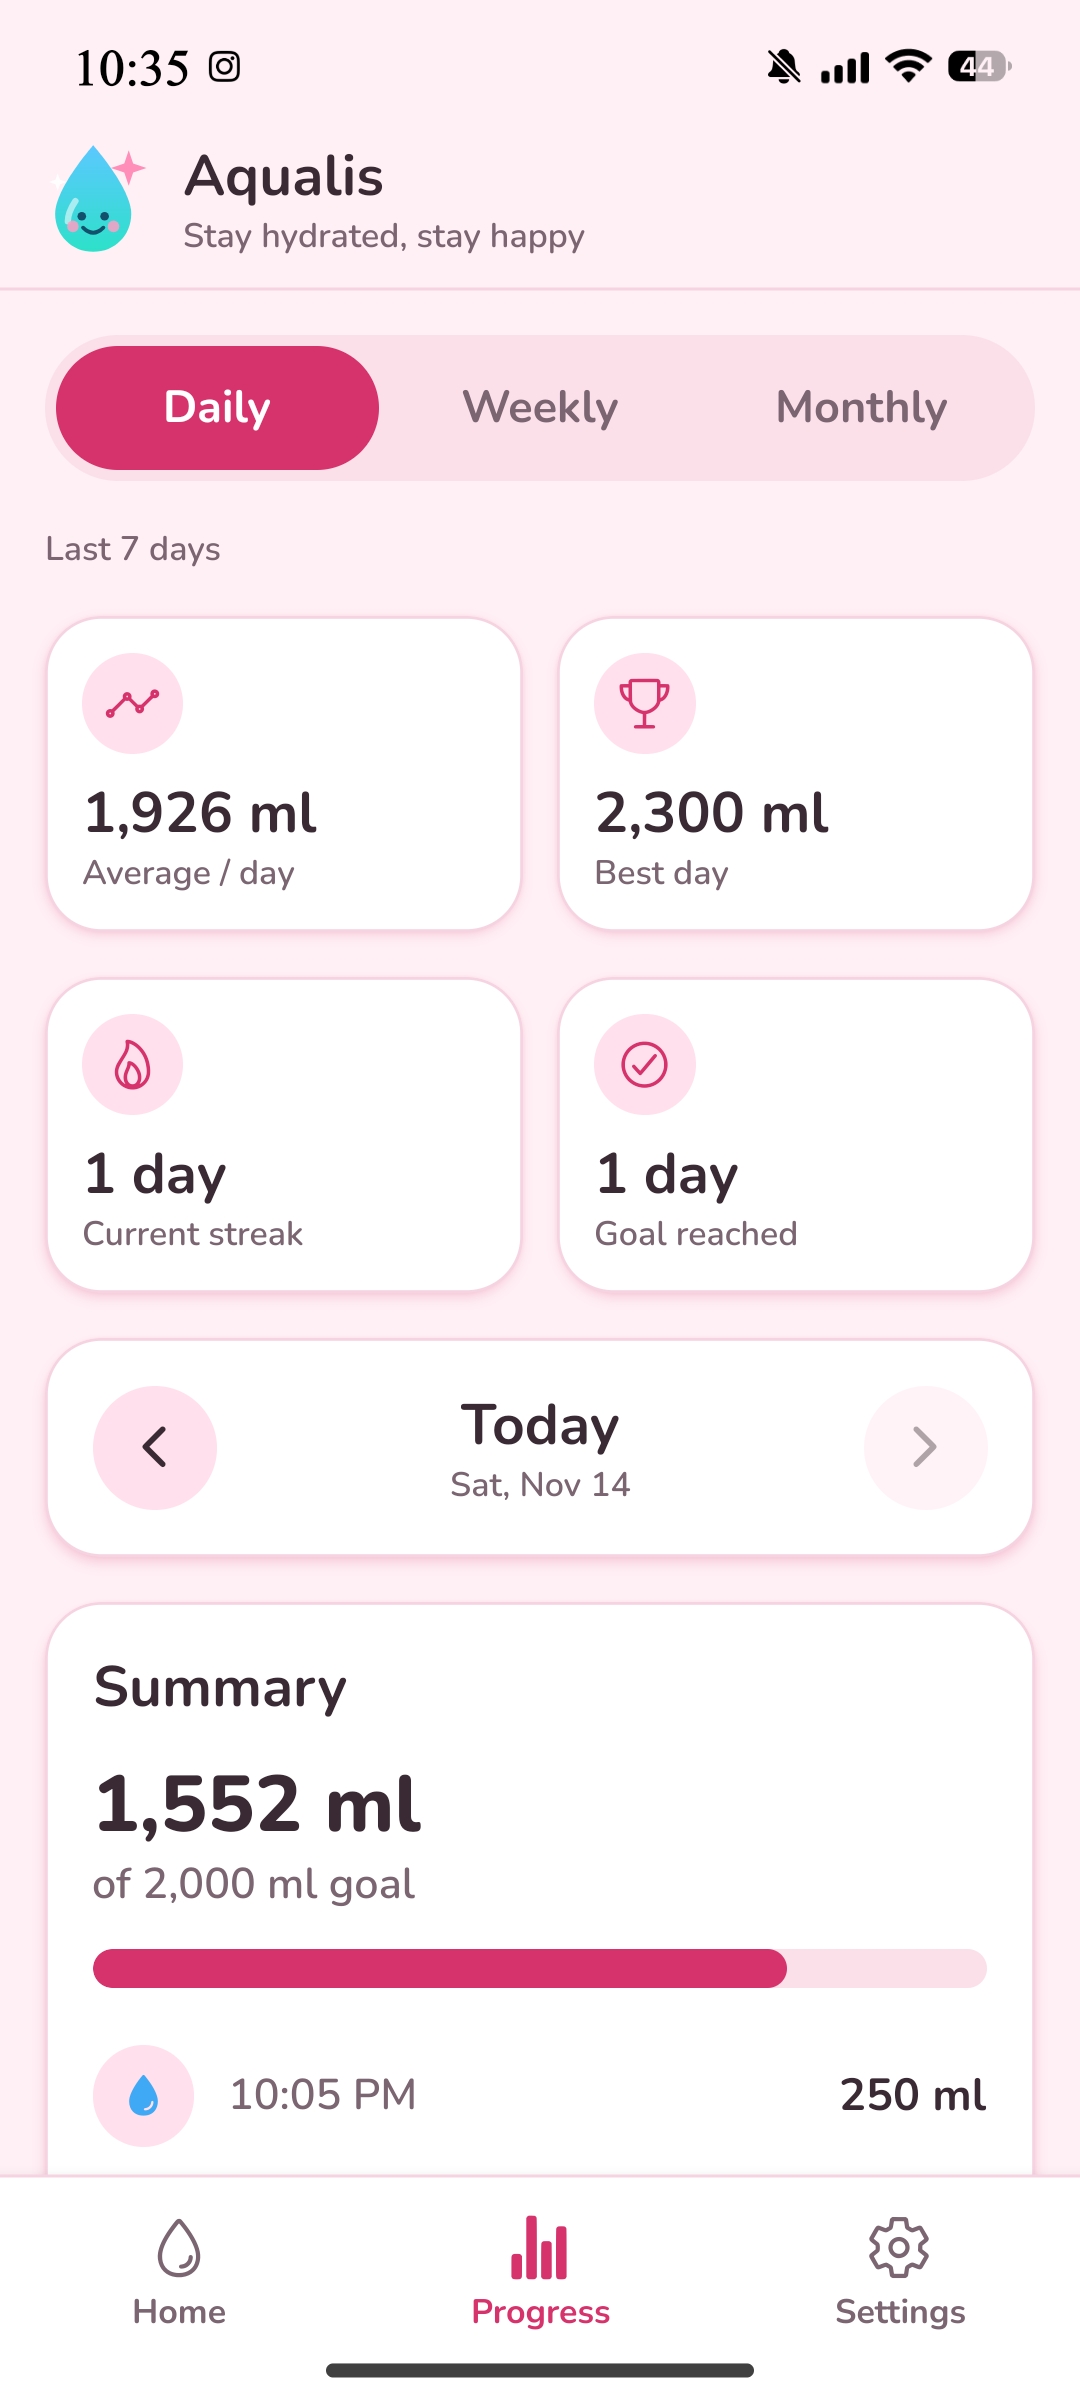 10:35
44
Aqualis
Stay hydrated, stay happy
Daily
Weekly
Monthly
Last 7 days
1,926 ml
Average / day
2,300 ml
Best day
1 day
Current streak
1 day
Goal reached
Today
Sat, Nov 14
Summary
1,552 ml
of 2,000 ml goal
10:05 PM
250 ml
Home
Progress
Settings